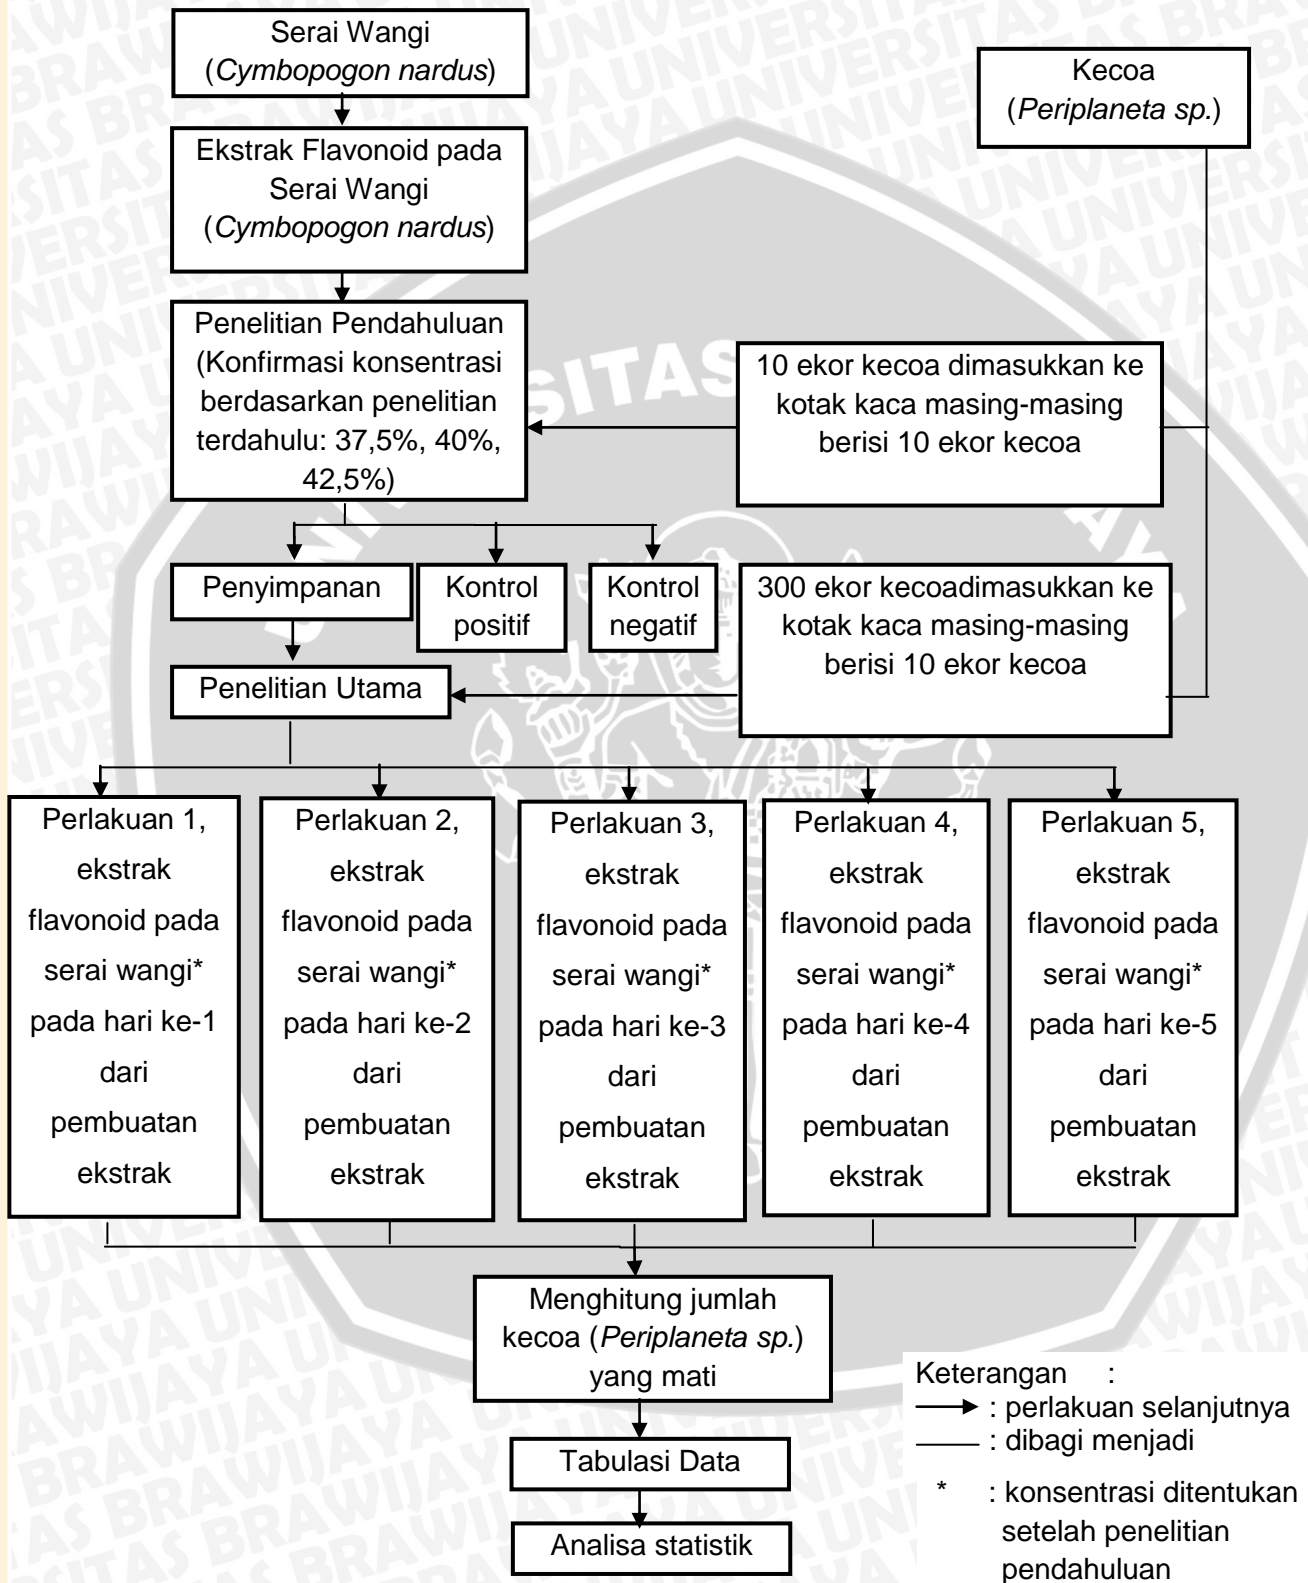 Serai Wangi
(Cymbopogon nardus)
Kecoa
(Periplaneta sp.)
Ekstrak Flavonoid pada
Serai Wangi
(Cymbopogon nardus)
Penelitian Pendahuluan
(Konfirmasi konsentrasi
berdasarkan penelitian
terdahulu: 37,5%, 40%,
42,5%)
10 ekor kecoa dimasukkan ke
kotak kaca masing-masing
berisi 10 ekor kecoa
Penyimpanan
Kontrol
positif
Kontrol
negatif
300 ekor kecoadimasukkan ke
kotak kaca masing-masing
berisi 10 ekor kecoa
Penelitian Utama
Perlakuan 1,
ekstrak
flavonoid pada
serai wangi*
pada hari ke-1
dari
pembuatan
ekstrak
Perlakuan 2,
ekstrak
flavonoid pada
serai wangi*
pada hari ke-2
dari
pembuatan
ekstrak
Perlakuan 3,
ekstrak
flavonoid pada
serai wangi*
pada hari ke-3
dari
pembuatan
ekstrak
Perlakuan 4,
ekstrak
flavonoid pada
serai wangi*
pada hari ke-4
dari
pembuatan
ekstrak
Perlakuan 5,
ekstrak
flavonoid pada
serai wangi*
pada hari ke-5
dari
pembuatan
ekstrak
Menghitung jumlah
kecoa (Periplaneta sp.)
yang mati
Tabulasi Data
Analisa statistik
Keterangan :
: perlakuan selanjutnya
: dibagi menjadi
* : konsentrasi ditentukan
setelah penelitian
pendahuluan